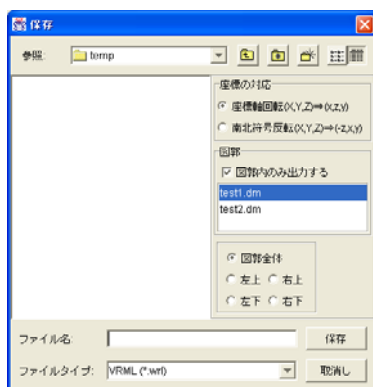 保存
参照: temp
座標の対応
座標軸回転(X,Y,Z)⇒(x,z,y)
南北符号反転(X,Y,Z)⇒(-z,x,y)
図郭
図郭内のみ出力する
test1.dm
test2.dm
図郭全体
左上 右上
左下 右下
ファイル名:
保存
ファイルタイプ: VRML (*.wrl)
取消し